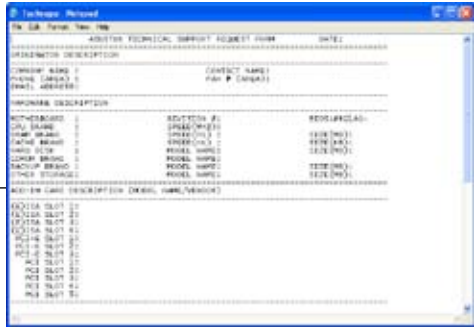 Techreqs - Notepad
File Edit Format View Help
ASUSTEK TECHNICAL SUPPORT REQUEST FORM DATE:
ORIGINATOR DESCRIPTION
COMPANY NAME : CONTACT NAME:
PHONE (AREA) : FAX # (AREA):
EMAIL ADDRESS:
HARDWARE DESCRIPTION
MOTHERBOARD : REVISION #:
CPU BRAND : SPEED(MHZ):
DRAM BRAND : SPEED(NS) : SIZE(MB):
CACHE BRAND : SPEED(NS) : SIZE(KB):
HARD DISK : MODEL NAME: SIZE(MB):
CDROM BRAND : MODEL NAME:
BACKUP BRAND : MODEL NAME: SIZE(MB):
OTHER STORAGE: MODEL NAME: SIZE(MB):
ADD-ON CARD DESCRIPTION (MODEL NAME/VENDOR)
(E)ISA SLOT 1:
(E)ISA SLOT 2:
(E)ISA SLOT 3:
(E)ISA SLOT 4:
PCI-E SLOT 1:
PCI-E SLOT 2:
PCI-E SLOT 3:
PCI SLOT 1:
PCI SLOT 2:
PCI SLOT 3:
PCI SLOT 4:
PCI SLOT 5: